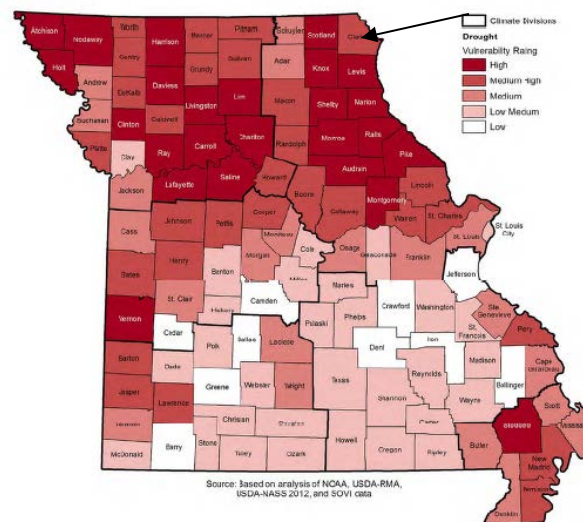 Climate Divisions
Drought
Vulnerability Rating
High
Medium High
Medium
Low Medium
Low
Atchison
Nodaway
Worth
Harrison
Mercer
Putnam
Schuyler
Scotland
Clark
Gentry
Sullivan
Adair
Knox
Lewis
Holt
Andrew
DeKalb
Daviess
Grundy
Linn
Macon
Shelby
Marion
Buchanan
Clinton
Caldwell
Livingston
Chariton
Randolph
Monroe
Ralls
Pike
Platte
Clay
Ray
Carroll
Audrain
Lafayette
Saline
Howard
Boone
Callaway
Montgomery
Lincoln
Warren
St. Charles
Jackson
Johnson
Pettis
Cooper
Cole
Osage
Gasconade
Franklin
St. Louis
St. Louis
City
Cass
Henry
Benton
Morgan
Miller
Maries
Jefferson
Bates
St. Clair
Camden
Crawford
Washington
Ste
Genevieve
Vernon
Cedar
Polk
Dallas
Laclede
Pulaski
Phelps
Dent
Iron
St.
Francois
Perry
Barton
Dade
Greene
Webster
Wright
Texas
Shannon
Reynolds
Madison
Bollinger
Cape
Jasper
Lawrence
Christian
Wayne
Scott
McDonald
Barry
Stone
Ozark
Howell
Oregon
Ripley
Butler
New
Madrid
Source: Based on analysis of NOAA, USDA-RMA,
USDA-NASS 2012, and SOVI data